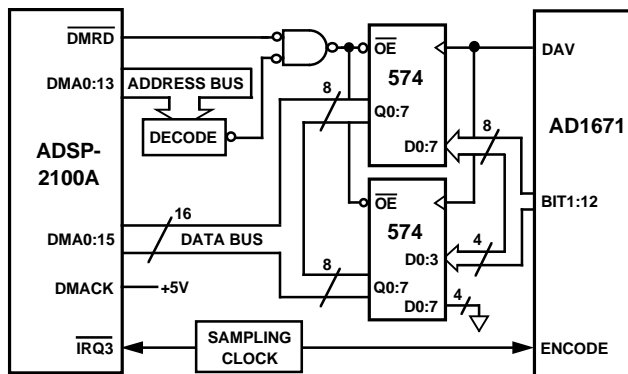 DMRD
DMA0:13
ADDRESS BUS
DECODE
ADSP-
2100A
DMA0:15
16
DATA BUS
DMACK
+5V
IRQ3
SAMPLING
CLOCK
OE
574
8
Q0:7
D0:7
8
OE
574
D0:3
4
8
Q0:7
D0:7
4
DAV
AD1671
BIT1:12
ENCODE